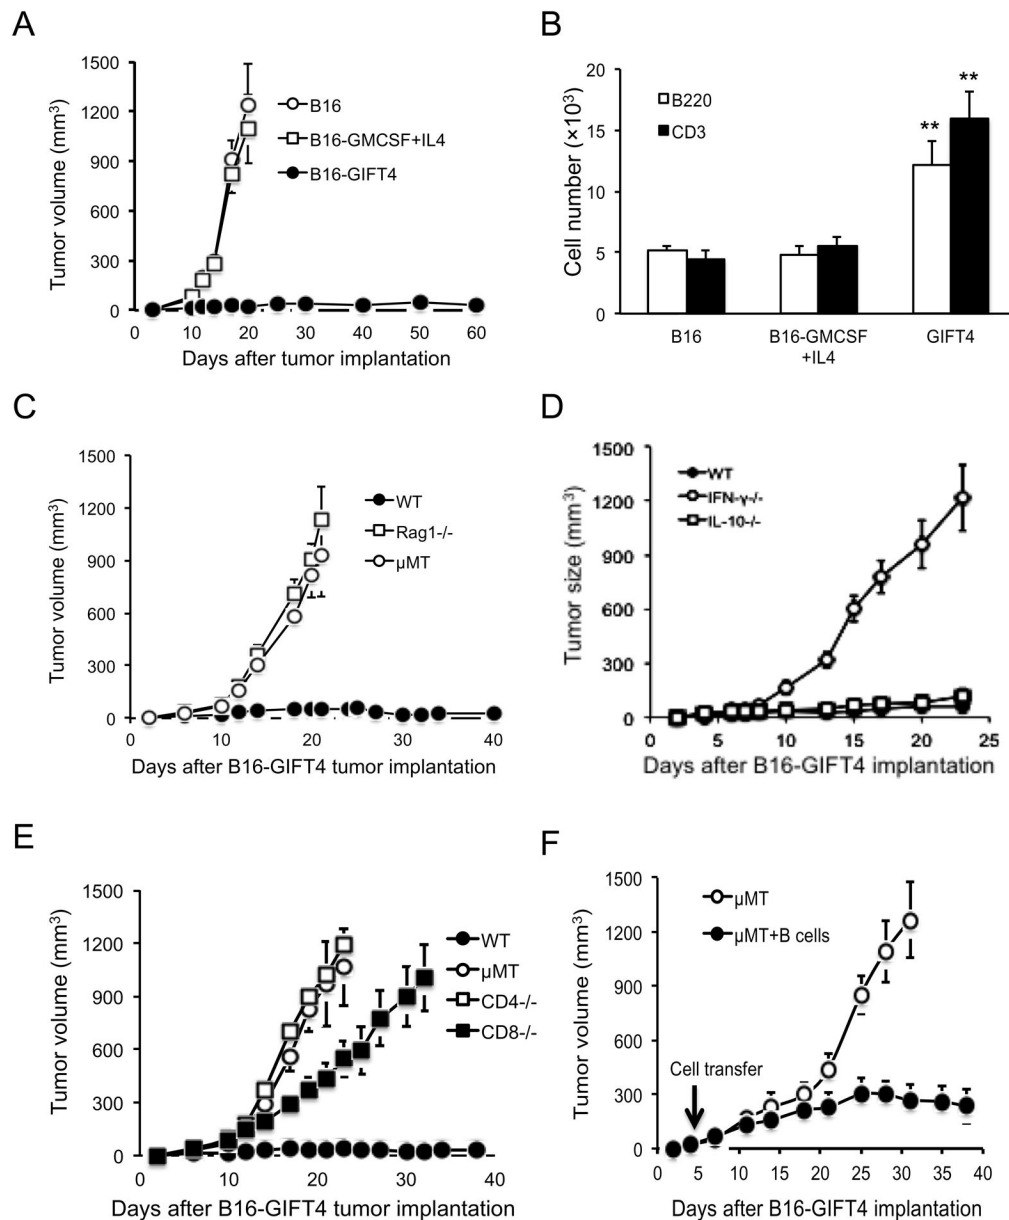 A
Tumor volume (mm³)
1500
1200
900
600
300
0
B16
B16-GMCSF+IL4
B16-GIFT4
0 10 20 30 40 50 60
Days after tumor implantation
B
Cell number (×10³)
20
15
10
5
0
B220
CD3
**
**
B16 B16-GMCSF GIFT4
+IL4
C
Tumor volume (mm³)
1500
1200
900
600
300
0
WT
Rag1-/-
µMT
0 10 20 30 40
Days after B16-GIFT4 tumor implantation
D
Tumor size (mm³)
1500
1200
900
600
300
0
WT
IFN-γ-/-
IL-10-/-
0 5 10 15 20 25
Days after B16-GIFT4 implantation
E
Tumor volume (mm³)
1500
1200
900
600
300
0
WT
µMT
CD4-/-
CD8-/-
0 10 20 30 40
Days after B16-GIFT4 tumor implantation
F
Tumor volume (mm³)
1500
1200
900
600
300
0
µMT
µMT+B cells
Cell transfer
0 5 10 15 20 25 30 35 40
Days after B16-GIFT4 implantation